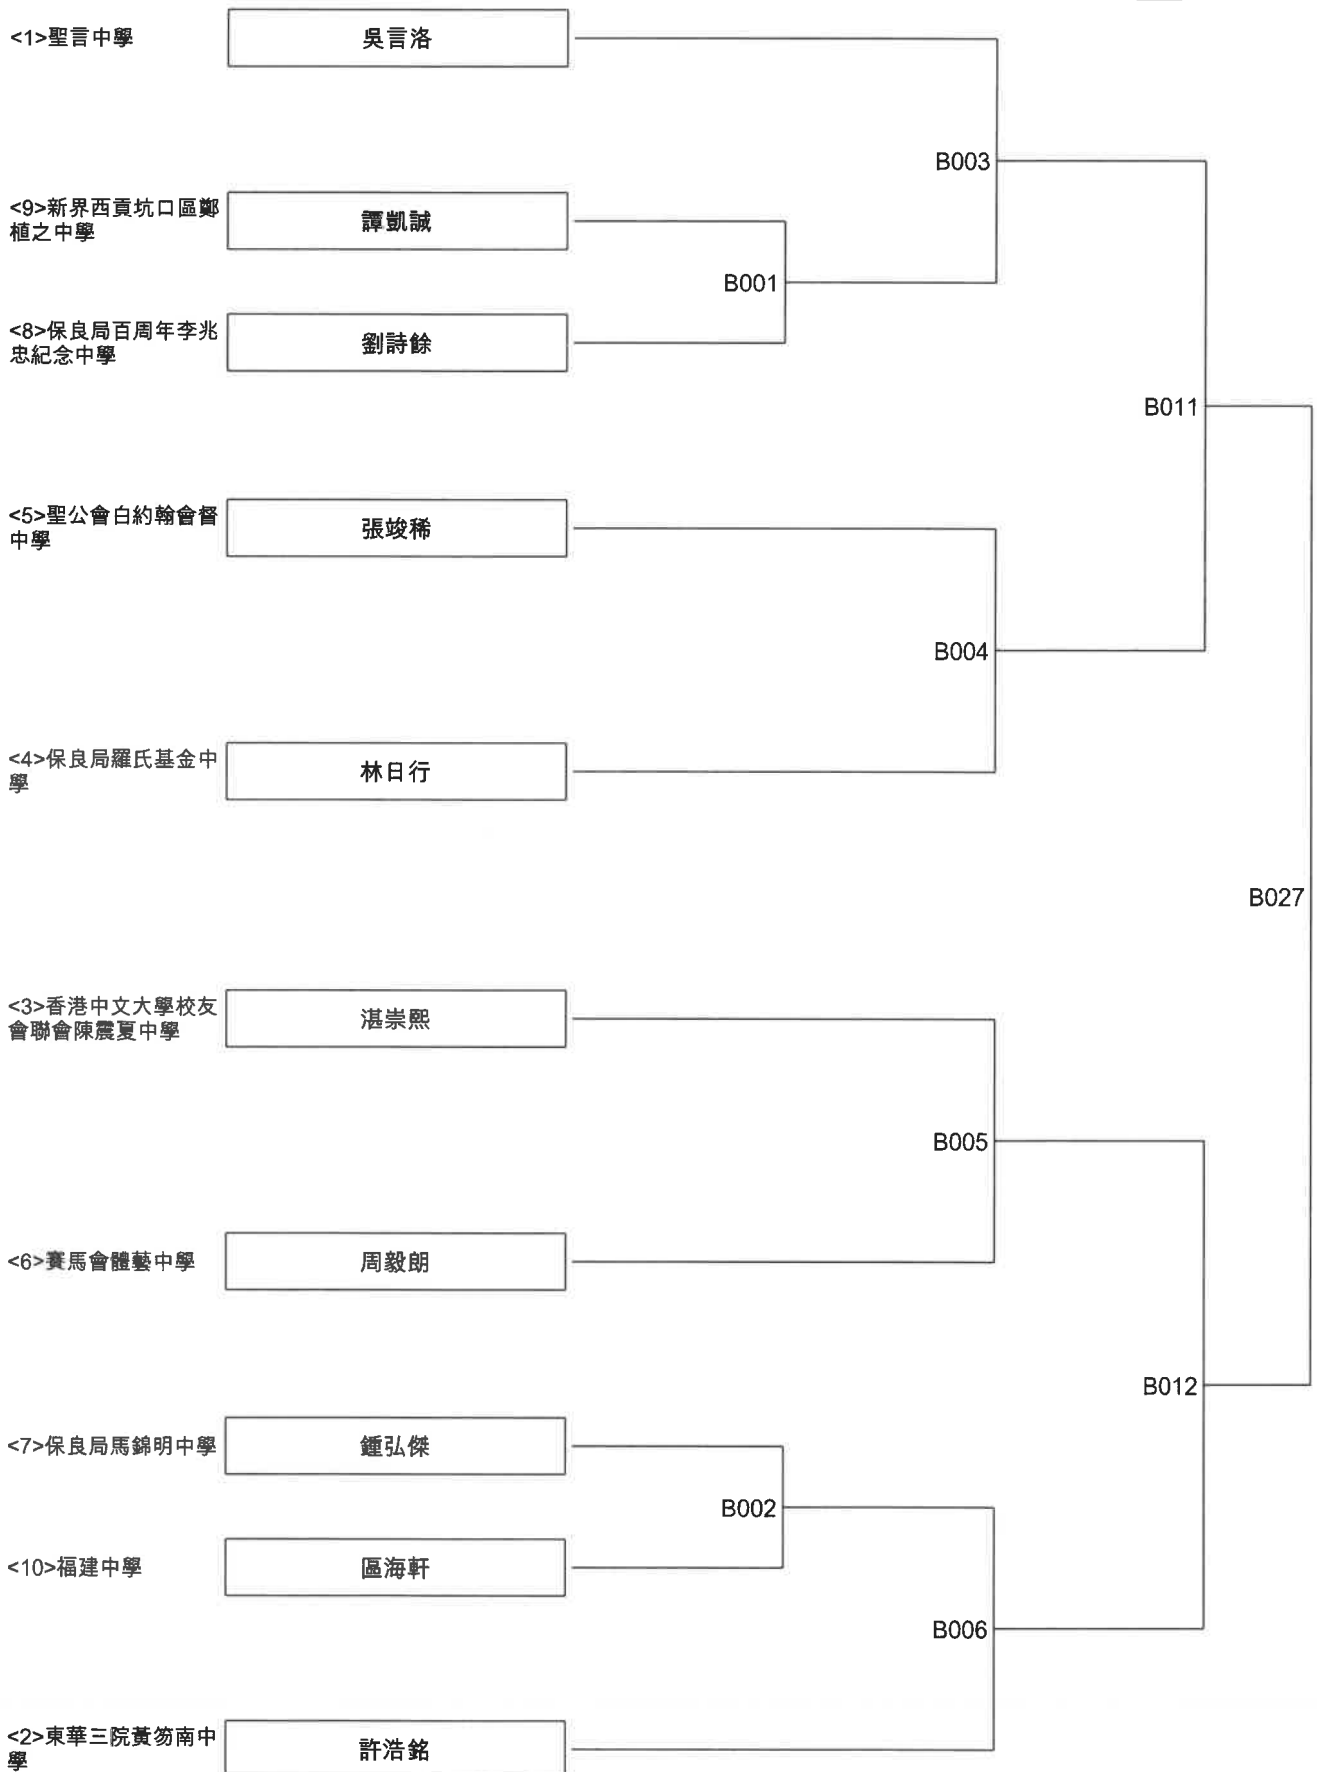 <1>聖言中學
吳言洛
B003
<9>新界西貢坑口區鄭
植之中學
譚凱誠
B001
<8>保良局百周年李兆
忠紀念中學
劉詩餘
B011
<5>聖公會白約翰會督
中學
張竣稀
B004
<4>保良局羅氏基金中
學
林日行
B027
<3>香港中文大學校友
會聯會陳震夏中學
湛崇熙
B005
<6>賽馬會體藝中學
周毅朗
B012
<7>保良局馬錦明中學
鍾弘傑
B002
<10>福建中學
區海軒
B006
<2>東華三院黃笏南中
學
許浩銘